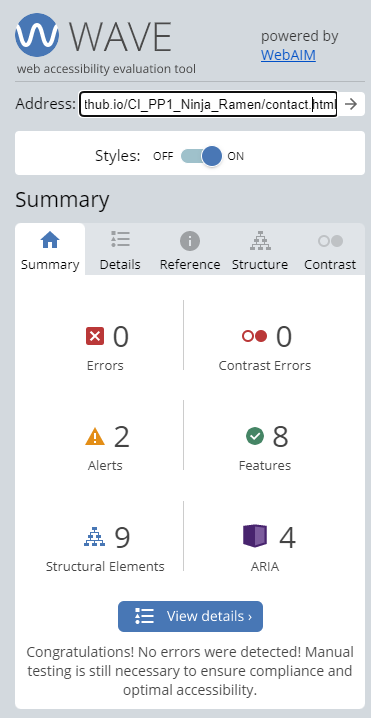 WAVE
web accessibility evaluation tool
powered by
WebAIM
Address: thub.io/CI_PP1_Ninja_Ramen/contact.html
Styles: OFF ON
Summary
Summary Details Reference Structure Contrast
0 0
Errors Contrast Errors
2 8
Alerts Features
9 4
Structural Elements ARIA
View details ›
Congratulations! No errors were detected! Manual
testing is still necessary to ensure compliance and
optimal accessibility.